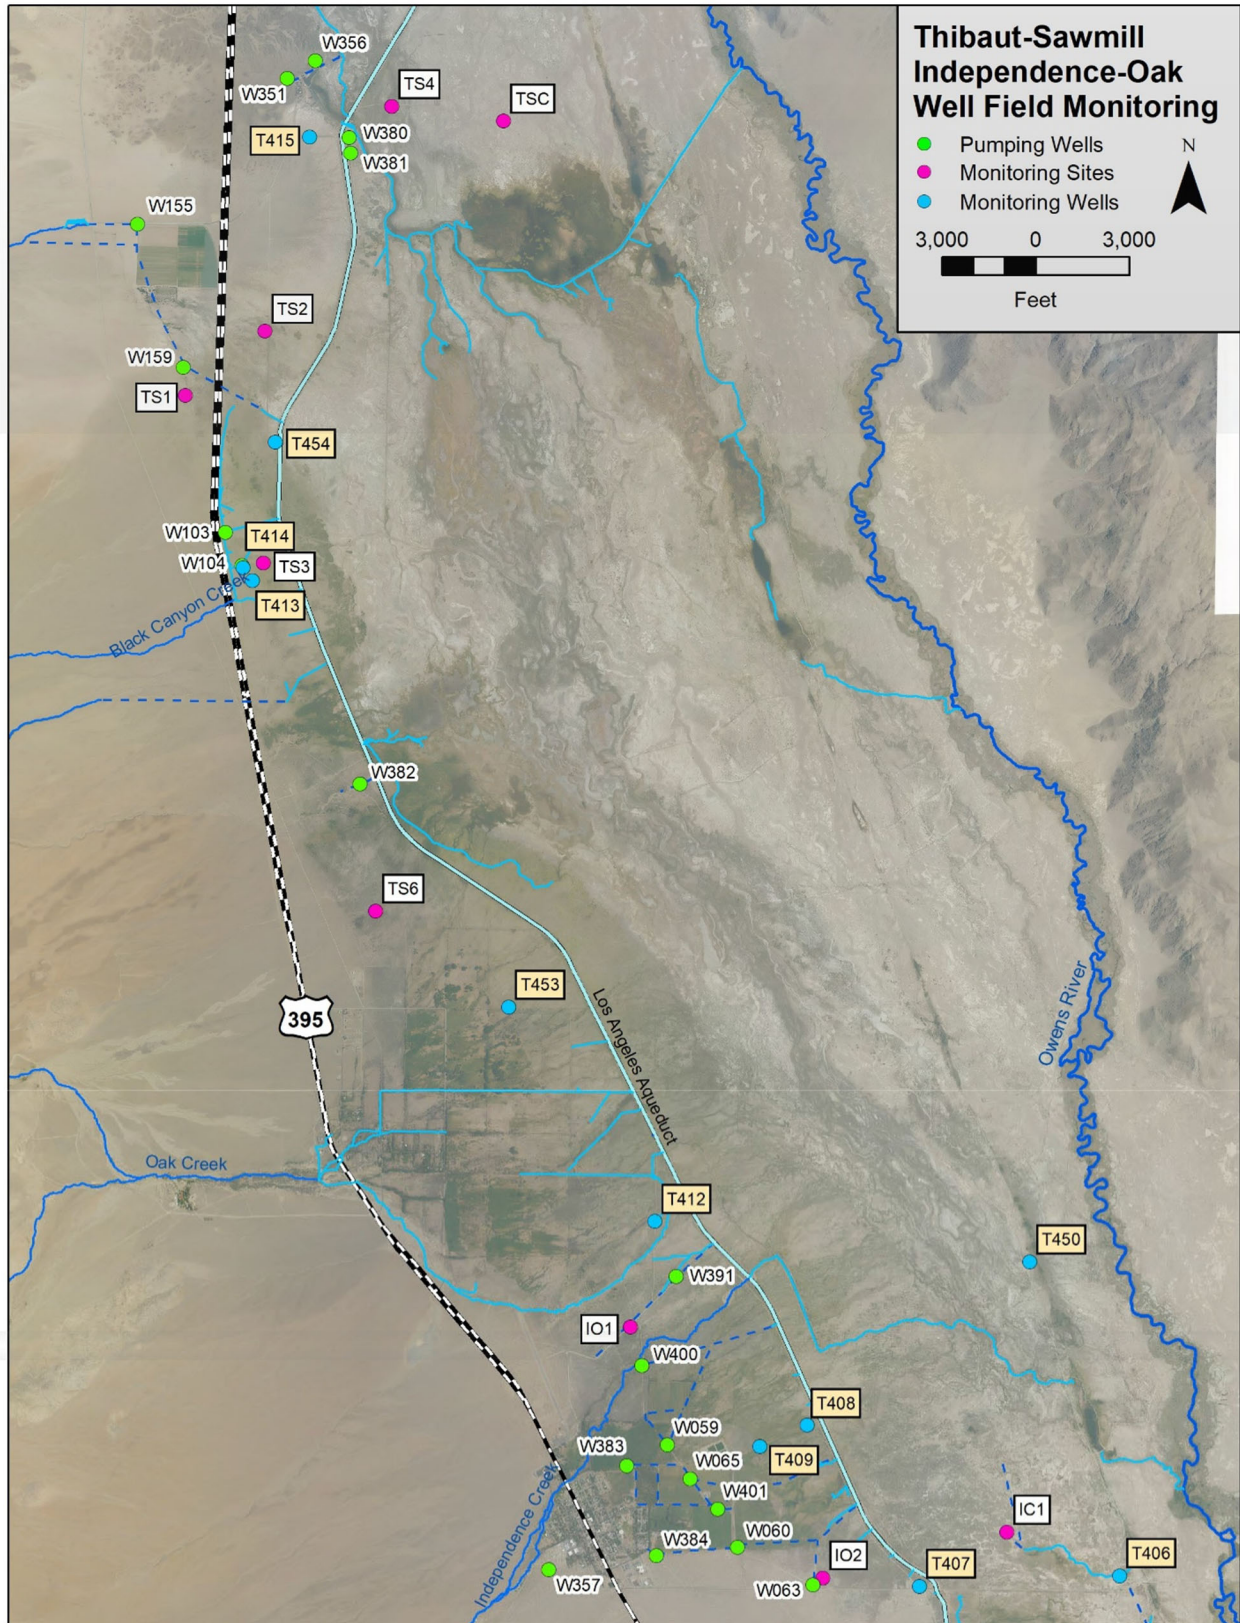 Thibaut-Sawmill
Independence-Oak
Well Field Monitoring
Pumping Wells
Monitoring Sites
Monitoring Wells
N
3,000 0 3,000
Feet
W356
W351
TS4
TSC
T415
W380
W381
W155
TS2
W159
TS1
T454
W103
T414
W104
TS3
T413
Black Canyon Creek
W382
TS6
T453
395
Los Angeles Aqueduct
Owens River
Oak Creek
T412
T450
W391
IO1
W400
T408
W059
W383
T409
W065
W401
Independence Creek
IC1
W060
W384
IO2
T406
T407
W357
W063